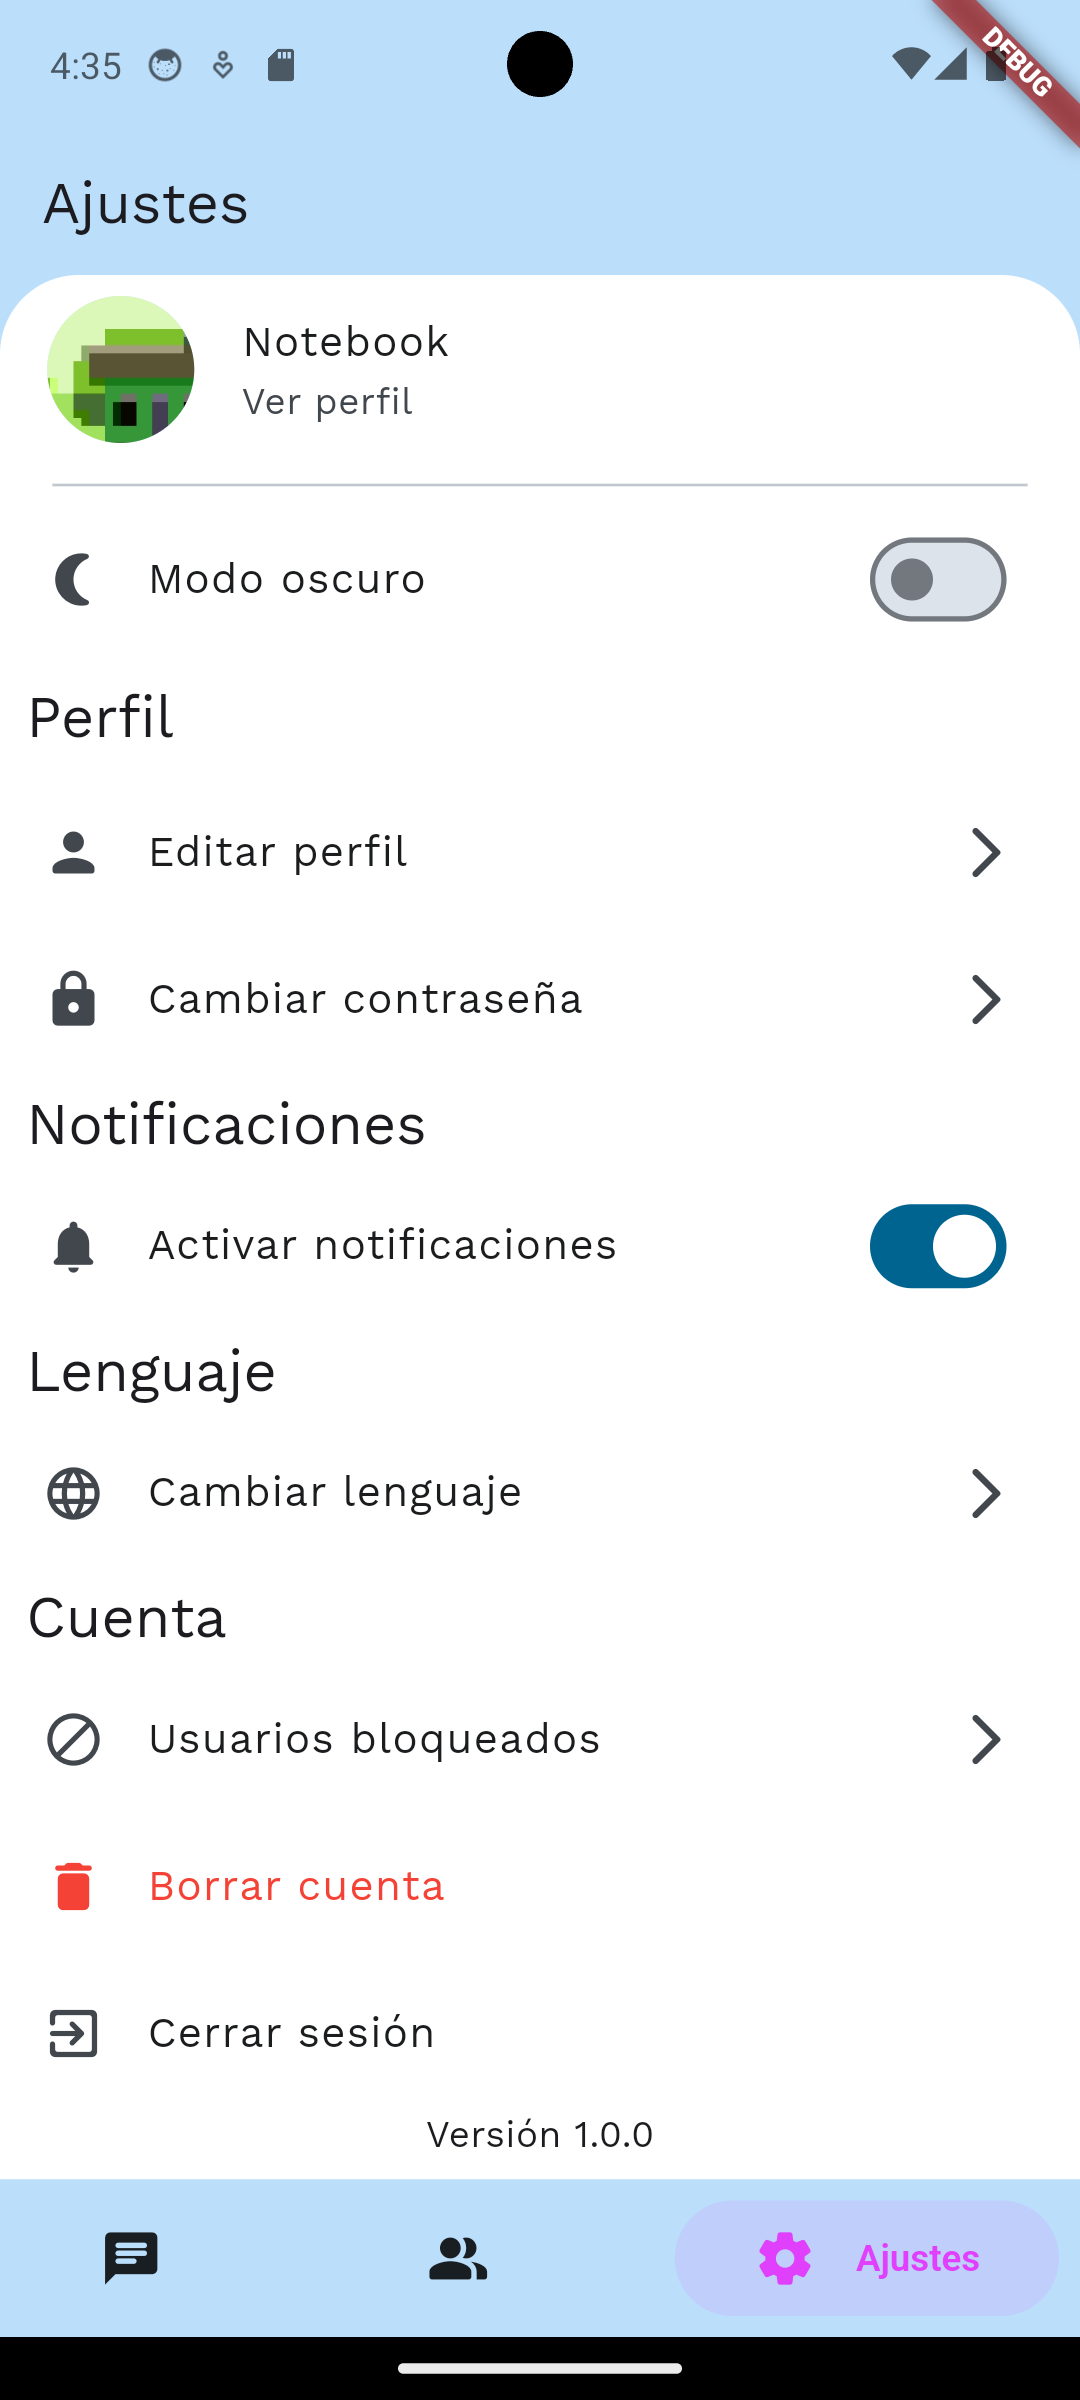 4:35
DEBUG
Ajustes
Notebook
Ver perfil
Modo oscuro
Perfil
Editar perfil
Cambiar contraseña
Notificaciones
Activar notificaciones
Lenguaje
Cambiar lenguaje
Cuenta
Usuarios bloqueados
Borrar cuenta
Cerrar sesión
Versión 1.0.0
Ajustes